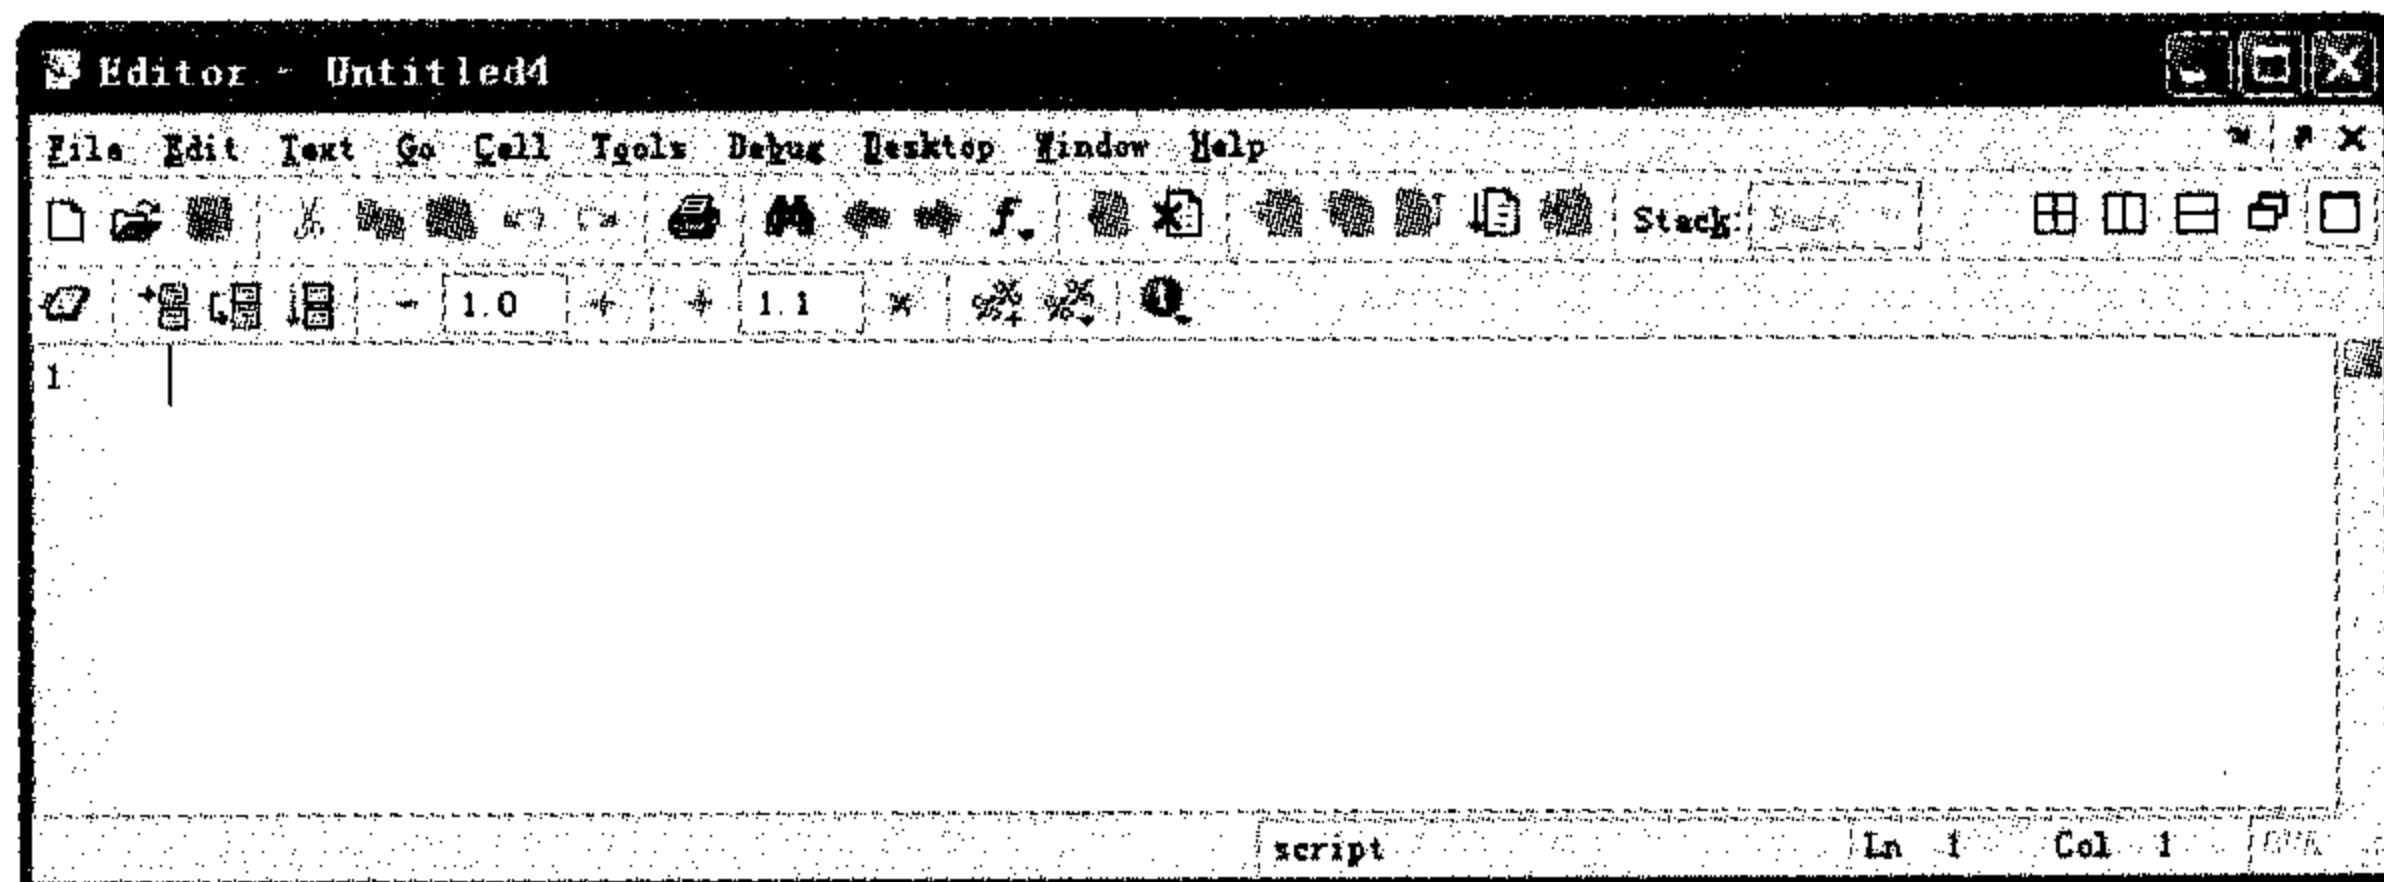 Editor - Untitled4
File Edit Text Go Cell Tools Debug Desktop Window Help
Stack:
1.0 1.1
1
script Ln 1 Col 1